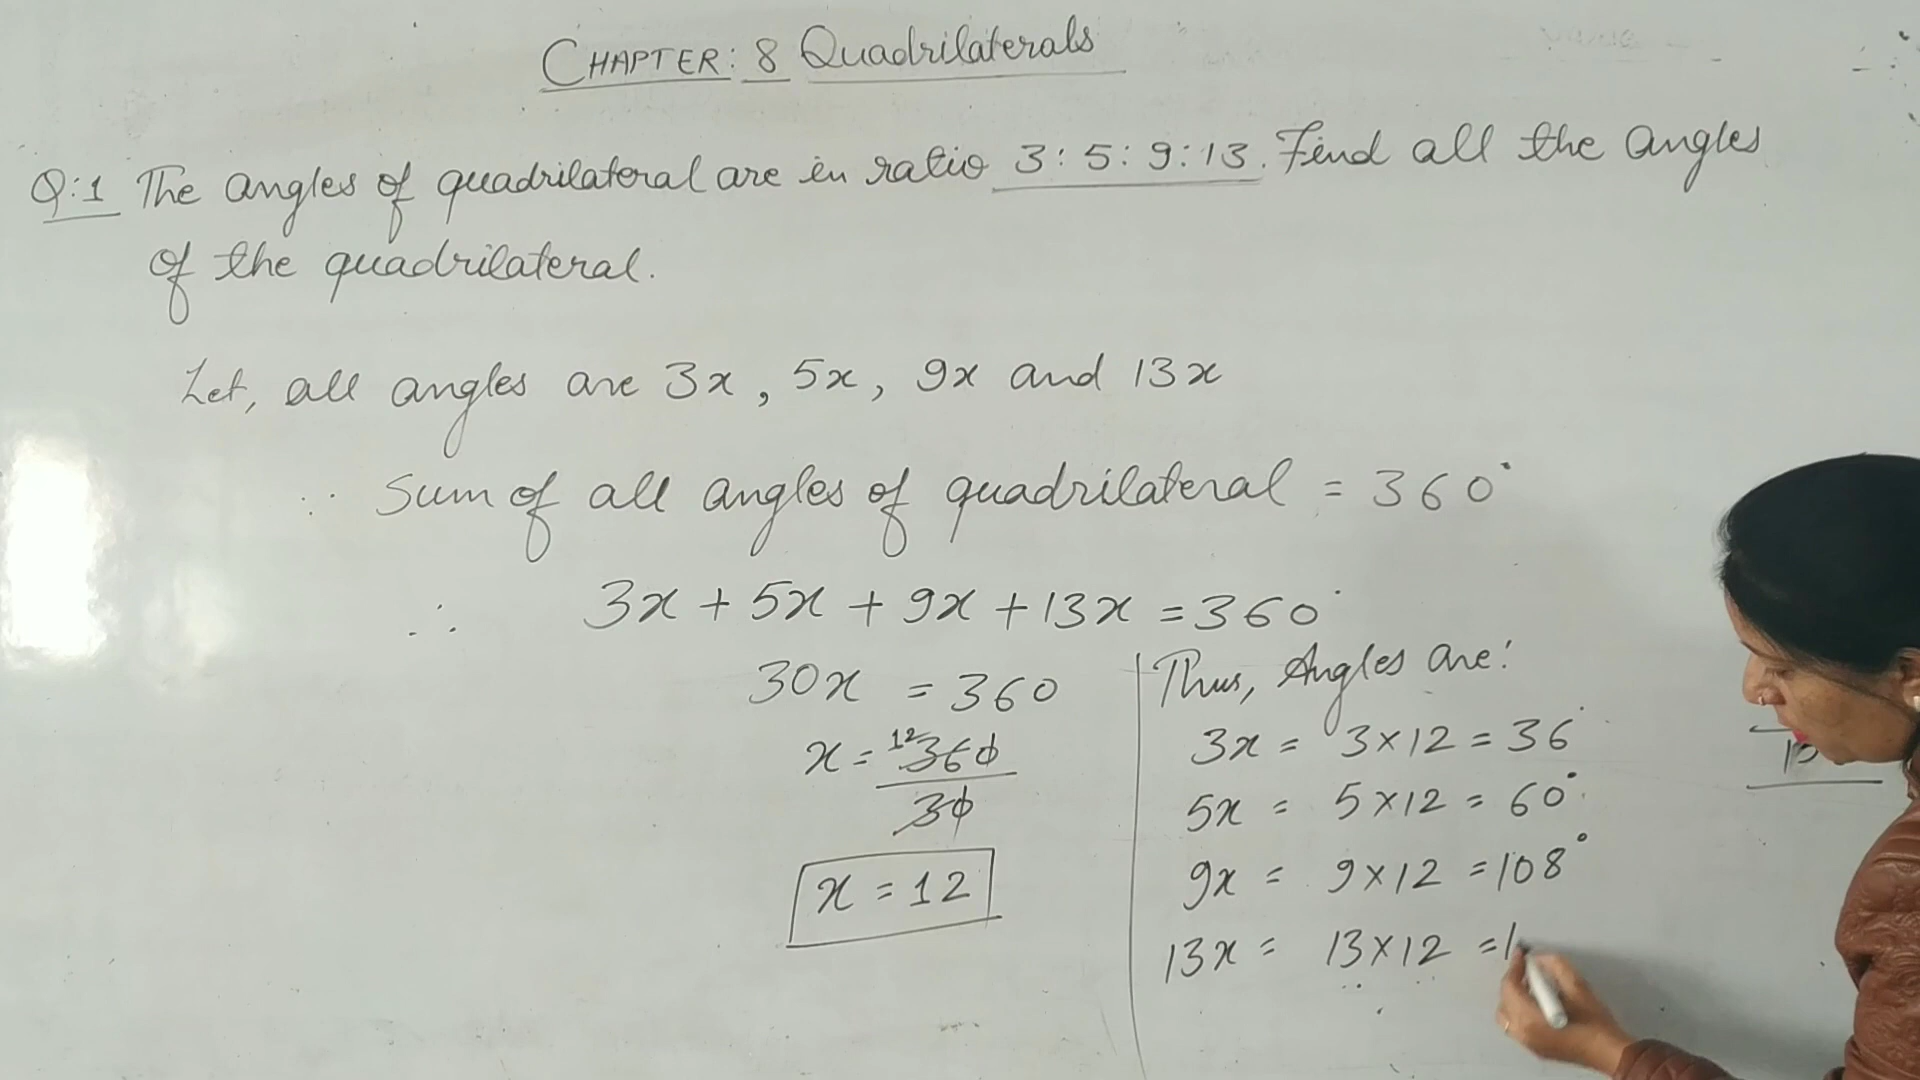 CHAPTER: 8 Quadrilaterals
Q:1 The angles of quadrilateral are in ratio 3:5:9:13. Find all the angles
of the quadrilateral.
Let, all angles are 3x, 5x, 9x and 13x
∵ Sum of all angles of quadrilateral = 360°
∴ 3x + 5x + 9x + 13x = 360°
30x = 360
x = 12 360
30
x = 12
Thus, Angles are:
3x = 3×12 = 36°
5x = 5×12 = 60°
9x = 9×12 = 108°
13x = 13×12 = 1